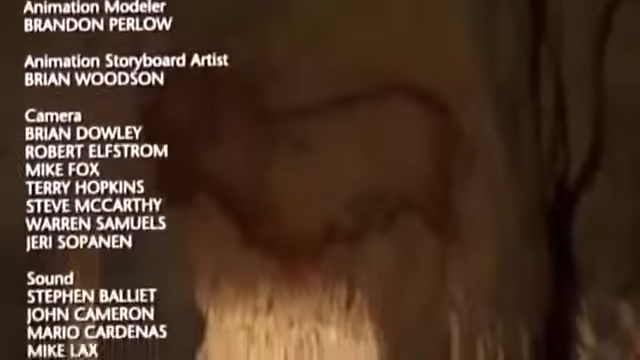 Animation Modeler
BRANDON PERLOW
Animation Storyboard Artist
BRIAN WOODSON
Camera
BRIAN DOWLEY
ROBERT ELFSTROM
MIKE FOX
TERRY HOPKINS
STEVE MCCARTHY
WARREN SAMUELS
JERI SOPANEN
Sound
STEPHEN BALLIET
JOHN CAMERON
MARIO CARDENAS
MIKE LAX